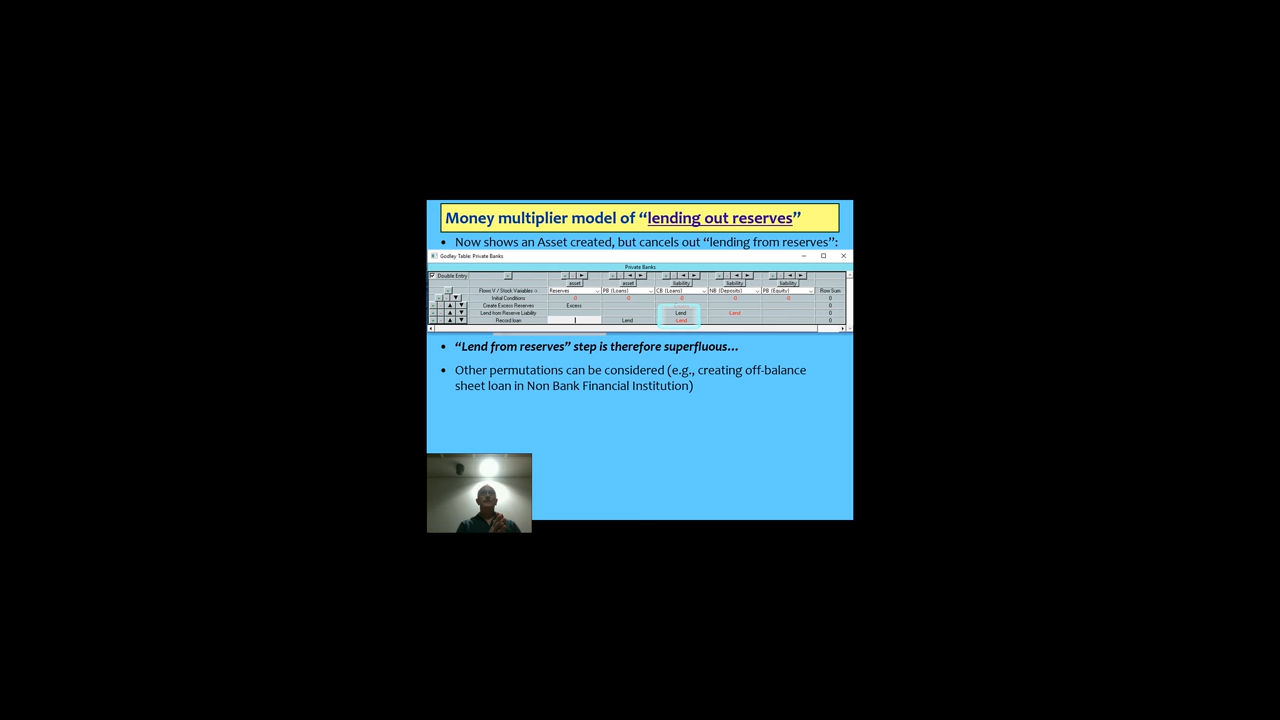 Money multiplier model of “lending out reserves”
• Now shows an Asset created, but cancels out “lending from reserves”:
Godley Table: Private Banks
Private Banks
Double Entry
asset asset liability liability liability
Flows V / Stock Variables -> Reserves PB (Loans) CB (Loans) NB (Deposits) PB (Equity) Row Sum
Initial Conditions -0 -0 -0 -0 -0 0
Create Excess Reserves Excess 0
Lend from Reserve Liability Lend -Lend 0
Record loan Lend -Lend 0
• “Lend from reserves” step is therefore superfluous…
• Other permutations can be considered (e.g., creating off-balance
sheet loan in Non Bank Financial Institution)